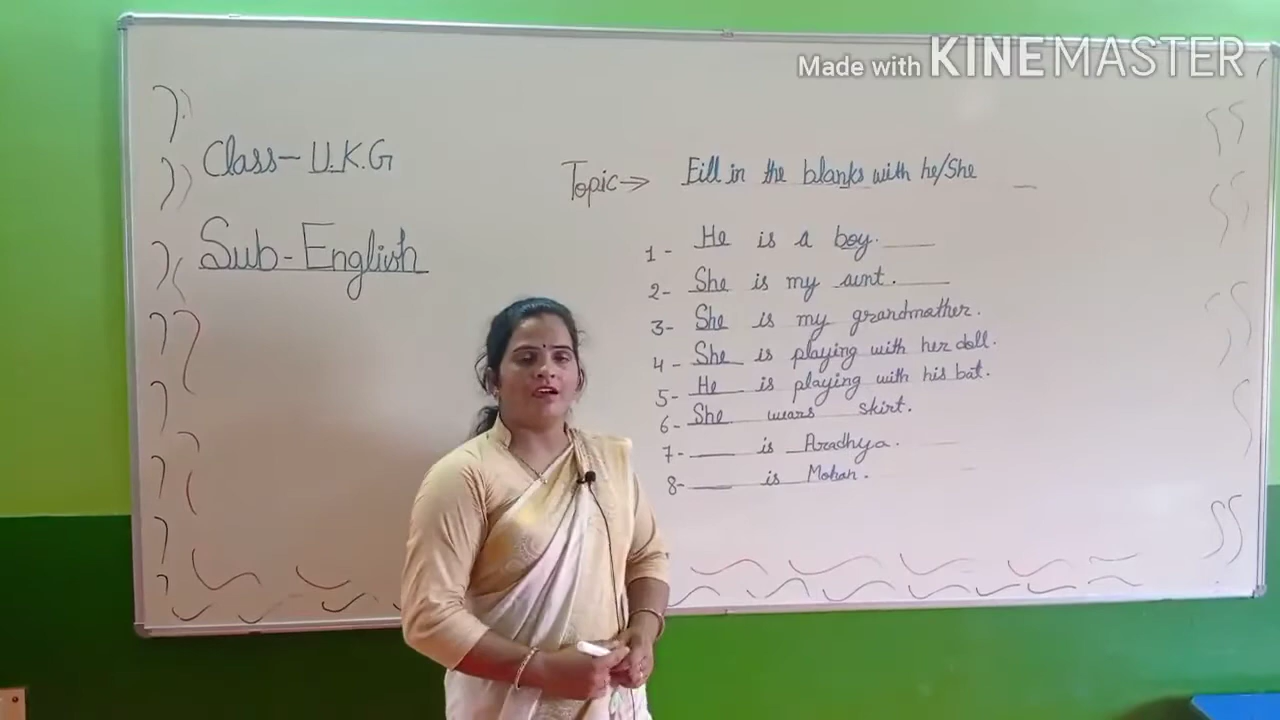 Made with KINEMASTER
Class- U.K.G
Sub-English
Topic→ Fill in the blanks with he/She
1- He is a boy.
2- She is my aunt.
3- She is my grandmather.
4- She is playing with her doll.
5- He is playing with his bat.
6- She wears skirt.
7- ____ is Aradhya.
8- ____ is Mohan.